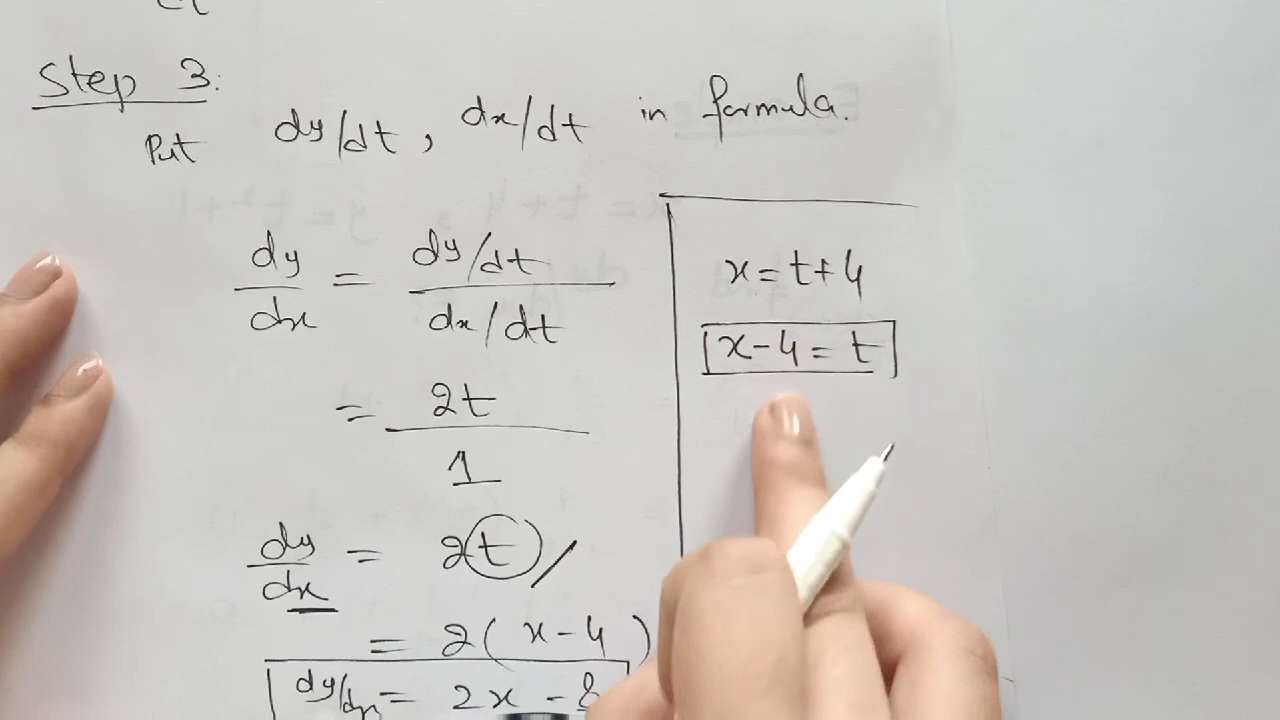 Step 3:
Put dy/dt, dx/dt in formula.
dy/dx = (dy/dt)/(dx/dt)
= 2t/1
dy/dx = 2t/
= 2(x-4)
dy/dx = 2x - 8
x = t+4
x-4 = t